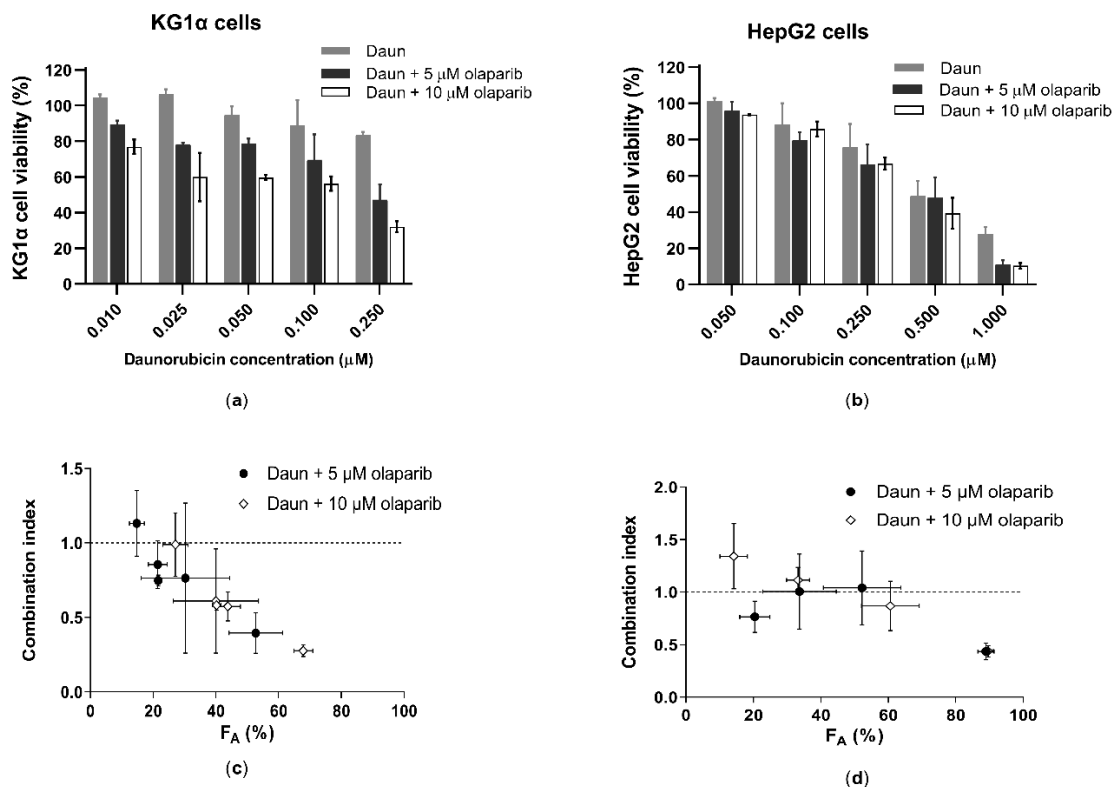 KG1α cells
Daun
Daun + 5 μM olaparib
Daun + 10 μM olaparib
KG1α cell viability (%)
120
100
80
60
40
20
0
0.010
0.025
0.050
0.100
0.250
Daunorubicin concentration (μM)
(a)
HepG2 cells
Daun
Daun + 5 μM olaparib
Daun + 10 μM olaparib
HepG2 cell viability (%)
120
100
80
60
40
20
0
0.050
0.100
0.250
0.500
1.000
Daunorubicin concentration (μM)
(b)
Daun + 5 μM olaparib
Daun + 10 μM olaparib
Combination index
1.5
1.0
0.5
0.0
0
20
40
60
80
100
FA (%)
(c)
Daun + 5 μM olaparib
Daun + 10 μM olaparib
Combination index
2.0
1.5
1.0
0.5
0.0
0
20
40
60
80
100
FA (%)
(d)